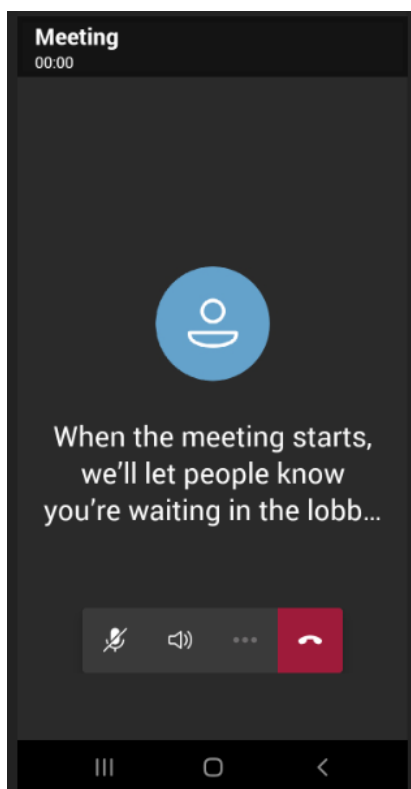 Meeting
00:00
When the meeting starts,
we'll let people know
you're waiting in the lobb...